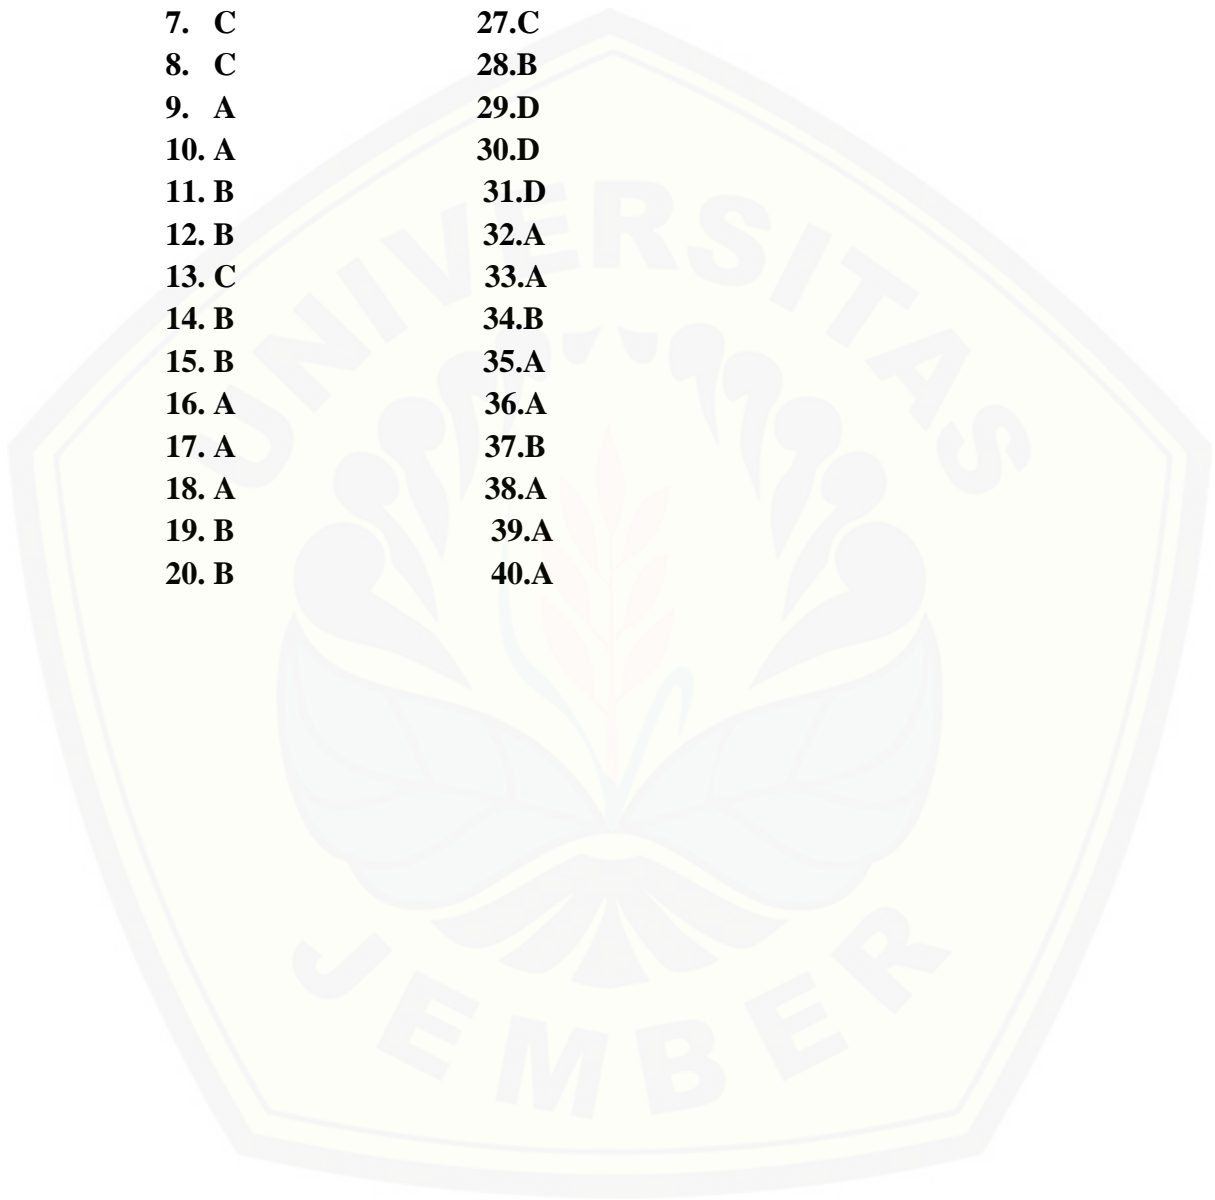 7. C 27.C
8. C 28.B
9. A 29.D
10. A 30.D
11. B 31.D
12. B 32.A
13. C 33.A
14. B 34.B
15. B 35.A
16. A 36.A
17. A 37.B
18. A 38.A
19. B 39.A
20. B 40.A
UNIVERSITAS
JEMBER